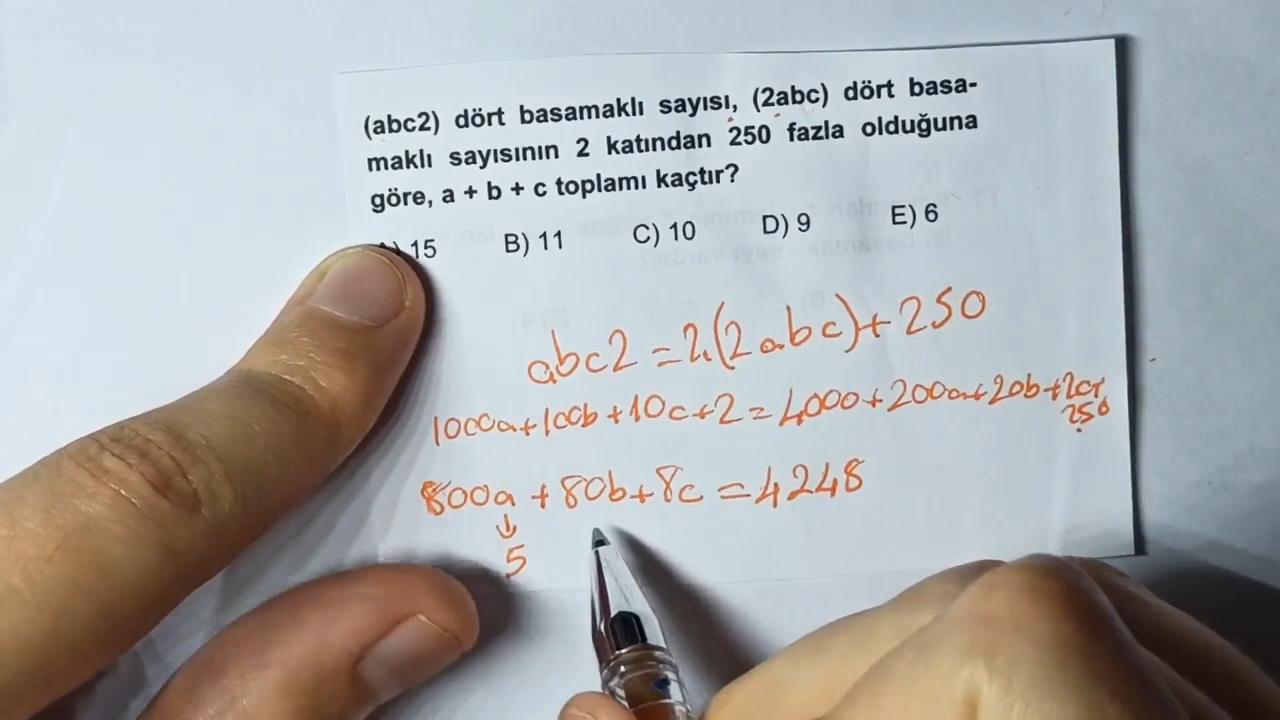 (abc2) dört basamaklı sayısı, (2abc) dört basa-
maklı sayısının 2 katından 250 fazla olduğuna
göre, a + b + c toplamı kaçtır?
15 B) 11 C) 10 D) 9 E) 6
abc2 = 2.(2abc) + 250
1000a + 100b + 10c + 2 = 4000 + 200a + 20b + 2c +
250
800a + 80b + 8c = 4248
↓
5